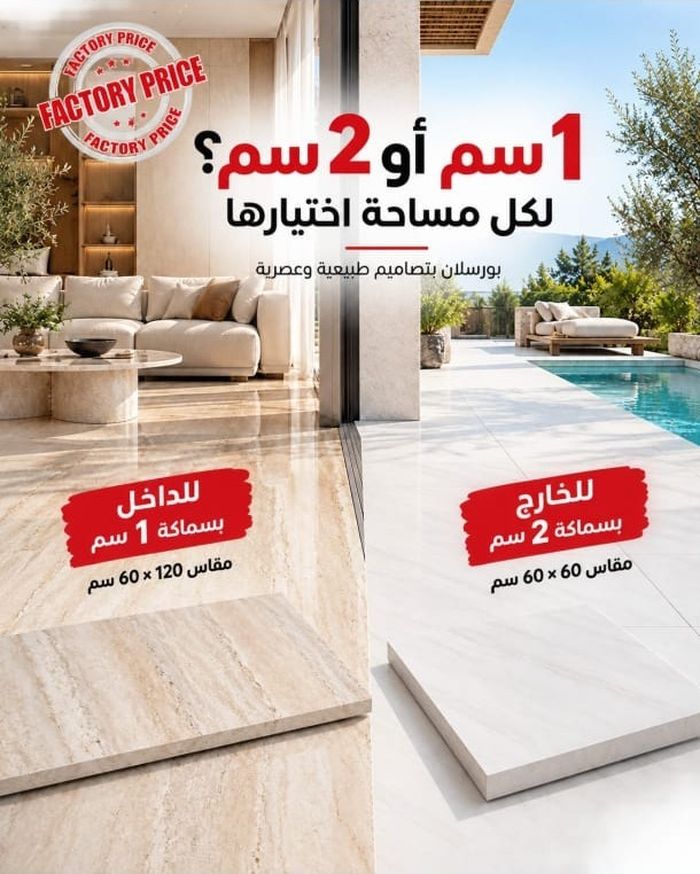 FACTORY PRICE
FACTORY PRICE
FACTORY PRICE
1 سم أو 2 سم؟
لكل مساحة اختيارها
بورسلان بتصاميم طبيعية وعصرية
للداخل
بسماكة 1 سم
مقاس 120 × 60 سم
للخارج
بسماكة 2 سم
مقاس 60 × 60 سم